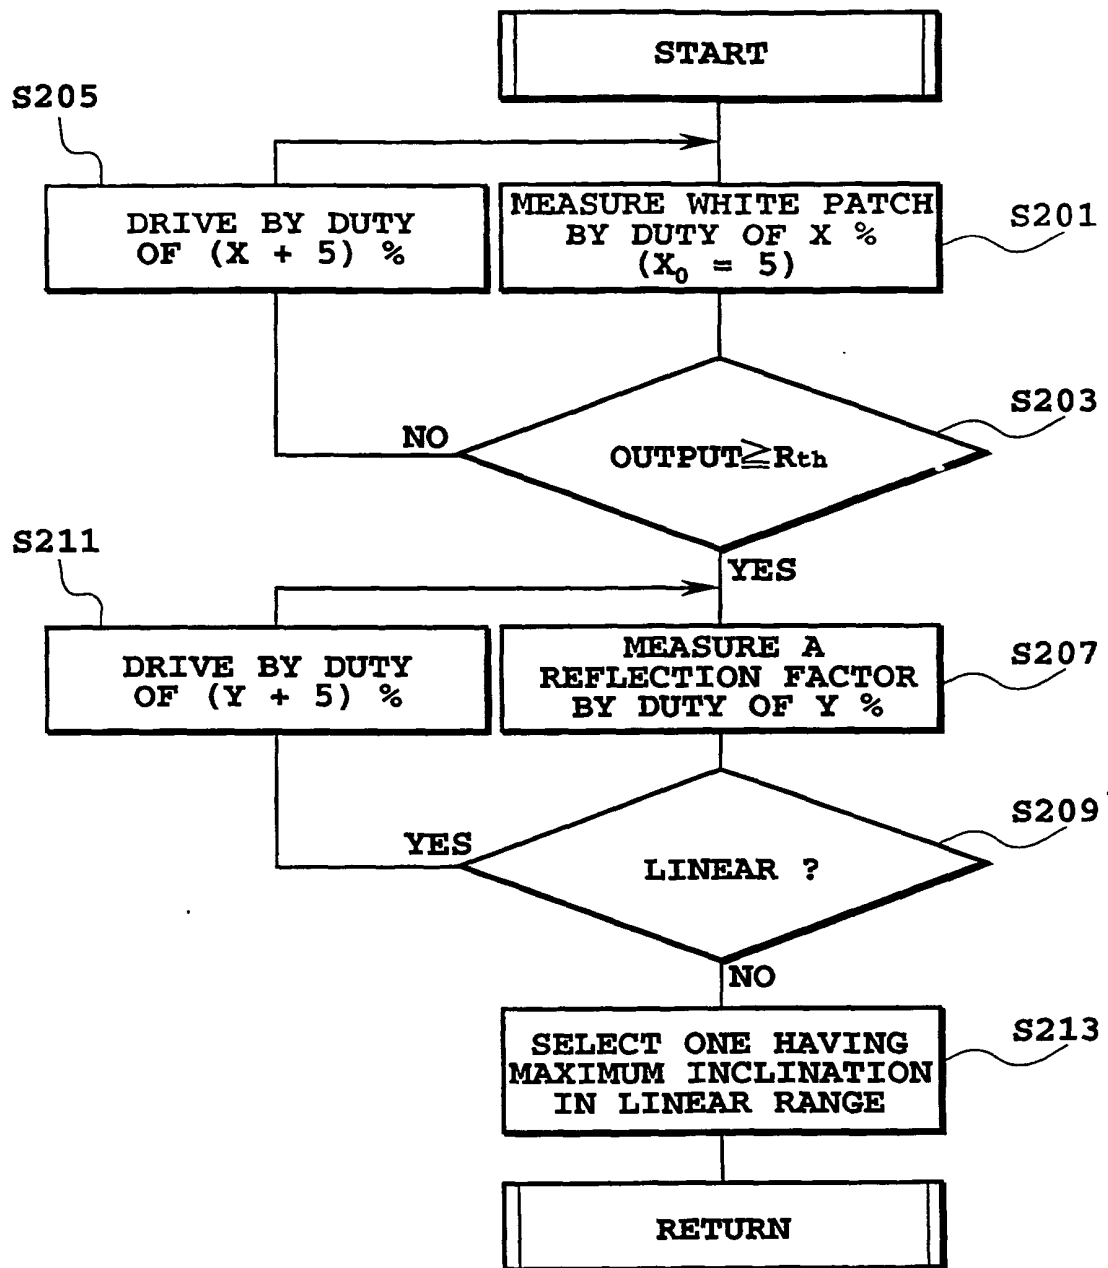 START
S205
DRIVE BY DUTY
OF (X + 5) %
MEASURE WHITE PATCH
BY DUTY OF X %
(X₀ = 5)
S201
S203
NO
OUTPUT≧Rth
YES
S211
DRIVE BY DUTY
OF (Y + 5) %
MEASURE A
REFLECTION FACTOR
BY DUTY OF Y %
S207
S209
YES
LINEAR ?
NO
SELECT ONE HAVING
MAXIMUM INCLINATION
IN LINEAR RANGE
S213
RETURN